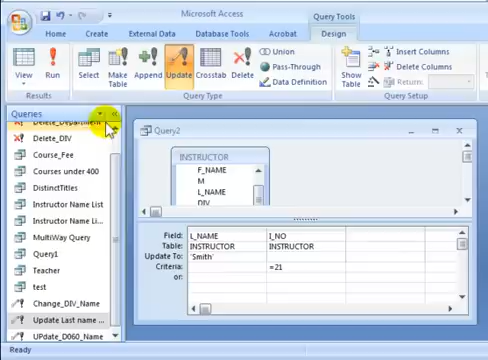 Microsoft Access
Query Tools
Home Create External Data Database Tools Acrobat Design
View
Run
Results
Select
Make Table
Append
Update
Crosstab
Delete
Union
Pass-Through
Data Definition
Query Type
Show Table
Insert Columns
Delete Columns
Return:
Query Setup
Queries
Delete_Department
Delete_DIV
Course_Fee
Courses under 400
DistinctTitles
Instructor Name List
Instructor Name Li...
MultiWay Query
Query1
Teacher
test
Change_DIV_Name
Update Last name ...
UPdate_D060_Name
Query2
INSTRUCTOR
F_NAME
M
L_NAME
DIV
Field: L_NAME I_NO
Table: INSTRUCTOR INSTRUCTOR
Update To: 'Smith'
Criteria: =21
or:
Ready